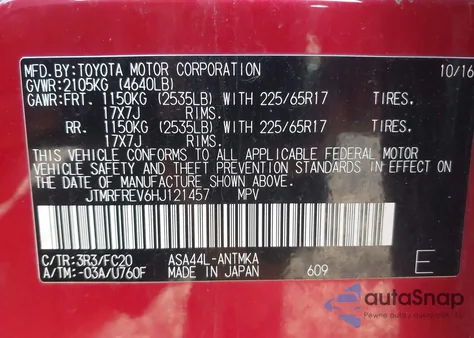 MFD.BY:TOYOTA MOTOR CORPORATION 10/16
GVWR:2105KG (4640LB)
GAWR:FRT. 1150KG (2535LB) WITH 225/65R17 TIRES,
17X7J RIMS.
RR. 1150KG (2535LB) WITH 225/65R17 TIRES,
17X7J RIMS.
THIS VEHICLE CONFORMS TO ALL APPLICABLE FEDERAL MOTOR
VEHICLE SAFETY AND THEFT PREVENTION STANDARDS IN EFFECT
ON THE DATE OF MANUFACTURE SHOWN ABOVE.
JTMRFREV6HJ121457 MPV
C/TR:3R3/FC20 ASA44L-ANTMKA
A/TM:-03A/U760F MADE IN JAPAN 609 E
autoSnap
Pewne auto z USA